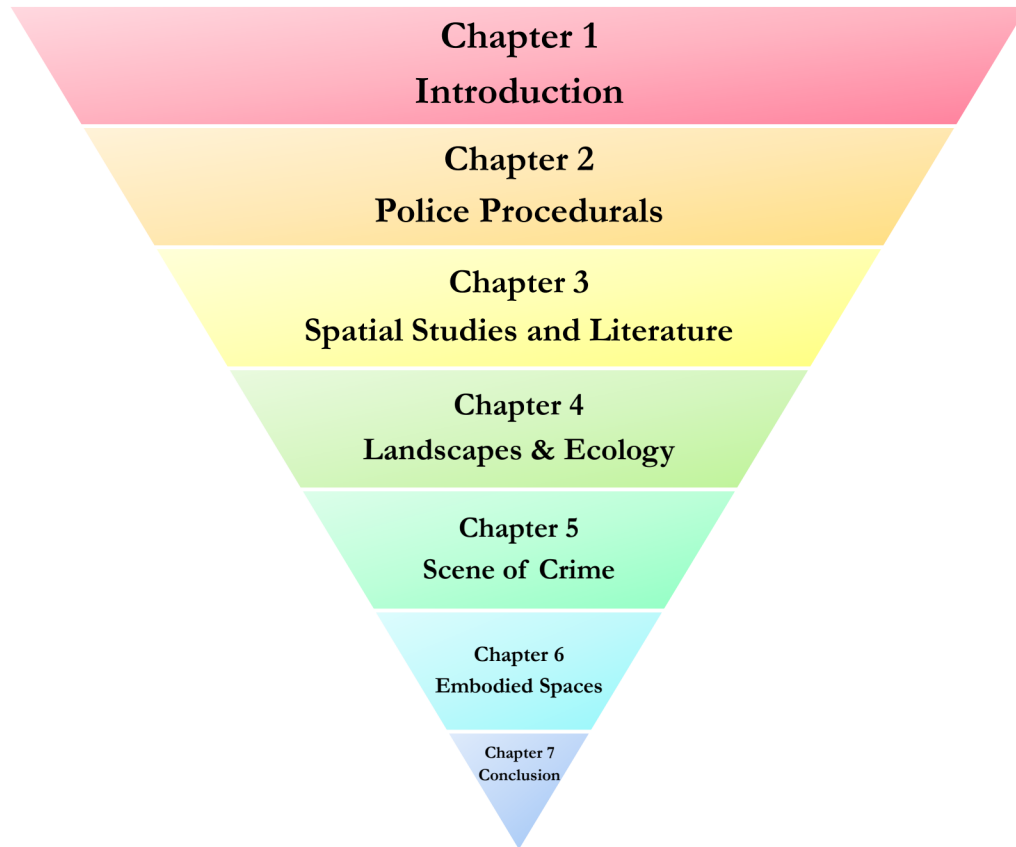 Chapter 1
Introduction
Chapter 2
Police Procedurals
Chapter 3
Spatial Studies and Literature
Chapter 4
Landscapes & Ecology
Chapter 5
Scene of Crime
Chapter 6
Embodied Spaces
Chapter 7
Conclusion